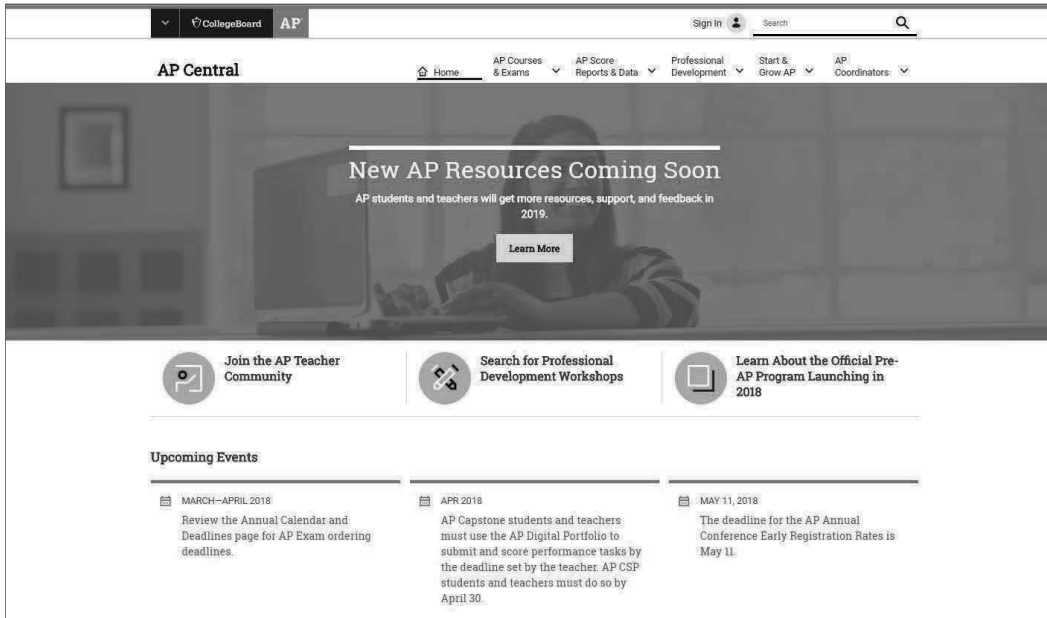 CollegeBoard AP
Sign In Search
AP Central
Home
AP Courses
& Exams
AP Score
Reports & Data
Professional
Development
Start &
Grow AP
AP
Coordinators
New AP Resources Coming Soon
AP students and teachers will get more resources, support, and feedback in
2019.
Learn More
Join the AP Teacher
Community
Search for Professional
Development Workshops
Learn About the Official Pre-
AP Program Launching in
2018
Upcoming Events
MARCH—APRIL 2018
Review the Annual Calendar and
Deadlines page for AP Exam ordering
deadlines.
APR 2018
AP Capstone students and teachers
must use the AP Digital Portfolio to
submit and score performance tasks by
the deadline set by the teacher. AP CSP
students and teachers must do so by
April 30.
MAY 11, 2018
The deadline for the AP Annual
Conference Early Registration Rates is
May 11.